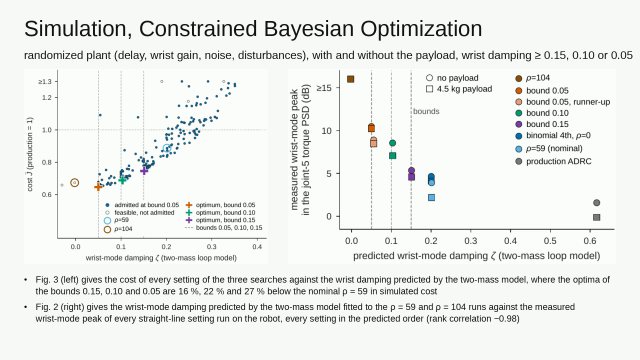 Simulation, Constrained Bayesian Optimization
randomized plant (delay, wrist gain, noise, disturbances), with and without the payload, wrist damping ≥ 0.15, 0.10 or 0.05
cost Ĵ (production = 1)
≥1.3
1.2
1.0
0.8
0.6
0.0
0.1
0.2
0.3
0.4
wrist-mode damping ζ (two-mass loop model)
admitted at bound 0.05
feasible, not admitted
ρ=59
ρ=104
optimum, bound 0.05
optimum, bound 0.10
optimum, bound 0.15
bounds 0.05, 0.10, 0.15
measured wrist-mode peak
in the joint-5 torque PSD (dB)
≥15
10
5
0
0.0
0.1
0.2
0.3
0.4
0.5
0.6
predicted wrist-mode damping ζ (two-mass loop model)
no payload
4.5 kg payload
bounds
ρ=104
bound 0.05
bound 0.05, runner-up
bound 0.10
bound 0.15
binomial 4th, ρ=0
ρ=59 (nominal)
production ADRC
• Fig. 3 (left) gives the cost of every setting of the three searches against the wrist damping predicted by the two-mass model, where the optima of
the bounds 0.15, 0.10 and 0.05 are 16 %, 22 % and 27 % below the nominal ρ = 59 in simulated cost
• Fig. 2 (right) gives the wrist-mode damping predicted by the two-mass model fitted to the ρ = 59 and ρ = 104 runs against the measured
wrist-mode peak of every straight-line setting run on the robot, every setting in the predicted order (rank correlation −0.98)